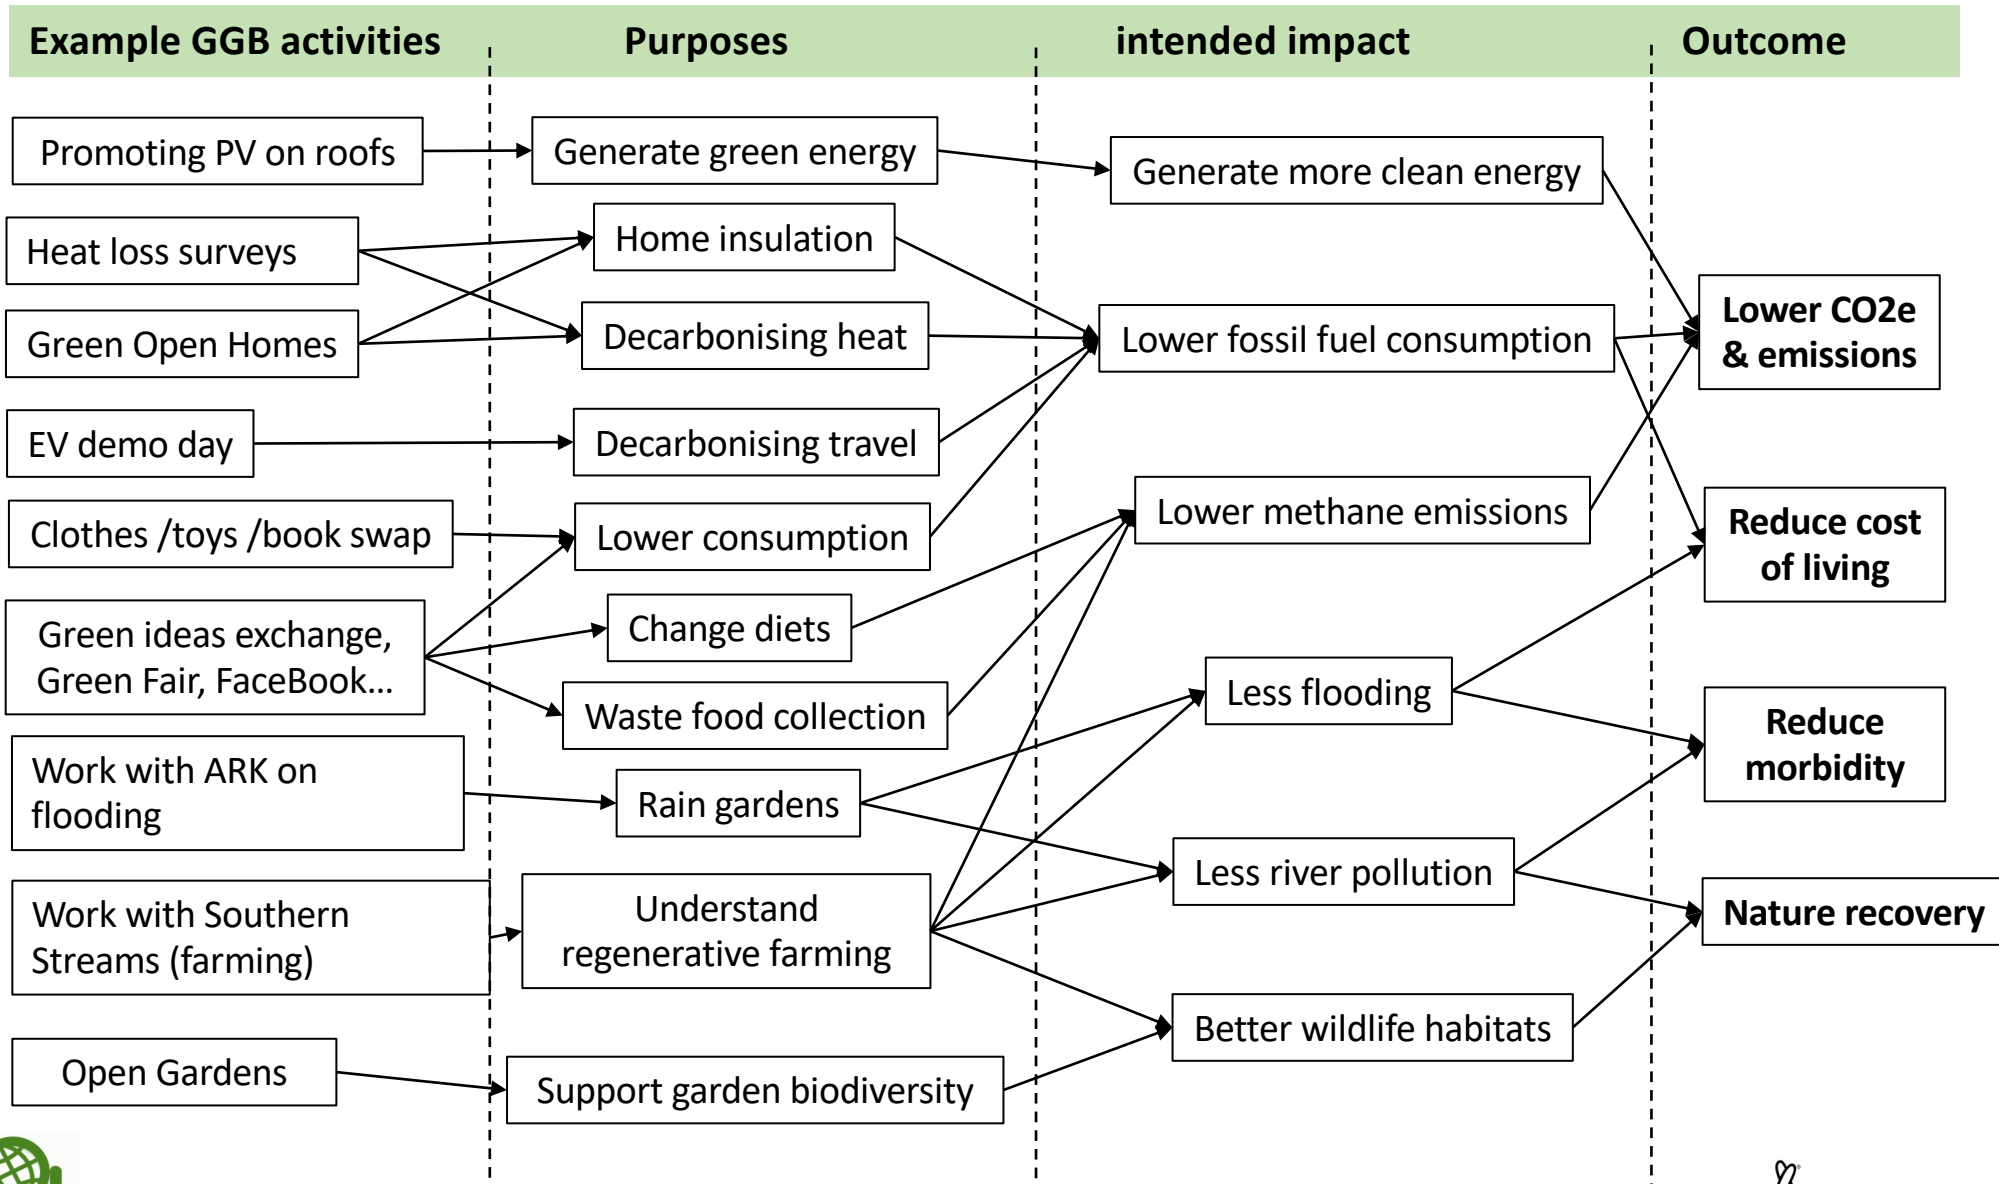 Example GGB activities
Purposes
intended impact
Outcome
Promoting PV on roofs
Heat loss surveys
Green Open Homes
EV demo day
Clothes /toys /book swap
Green ideas exchange,
Green Fair, FaceBook...
Work with ARK on
flooding
Work with Southern
Streams (farming)
Open Gardens
Generate green energy
Home insulation
Decarbonising heat
Decarbonising travel
Lower consumption
Change diets
Waste food collection
Rain gardens
Understand
regenerative farming
Support garden biodiversity
Generate more clean energy
Lower fossil fuel consumption
Lower methane emissions
Less flooding
Less river pollution
Better wildlife habitats
Lower CO2e
& emissions
Reduce cost
of living
Reduce
morbidity
Nature recovery